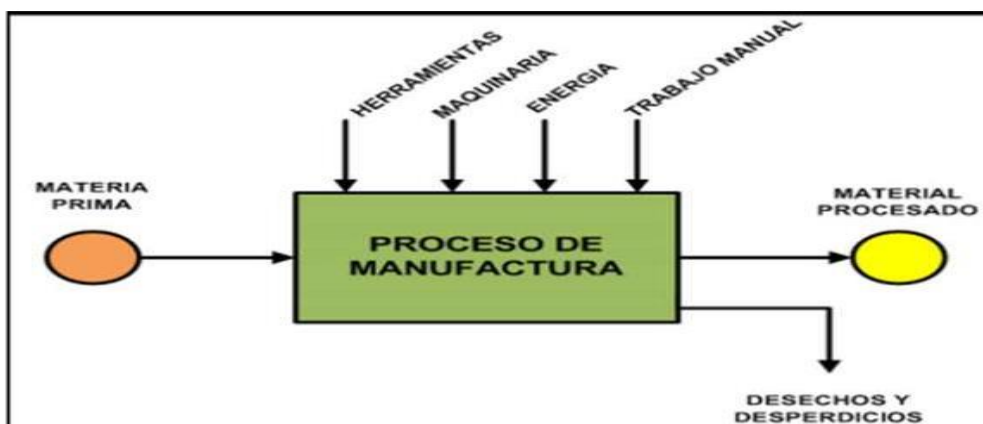 HERRAMIENTAS
MAQUINARIA
ENERGIA
TRABAJO MANUAL
MATERIA
PRIMA
PROCESO DE
MANUFACTURA
MATERIAL
PROCESADO
DESECHOS Y
DESPERDICIOS